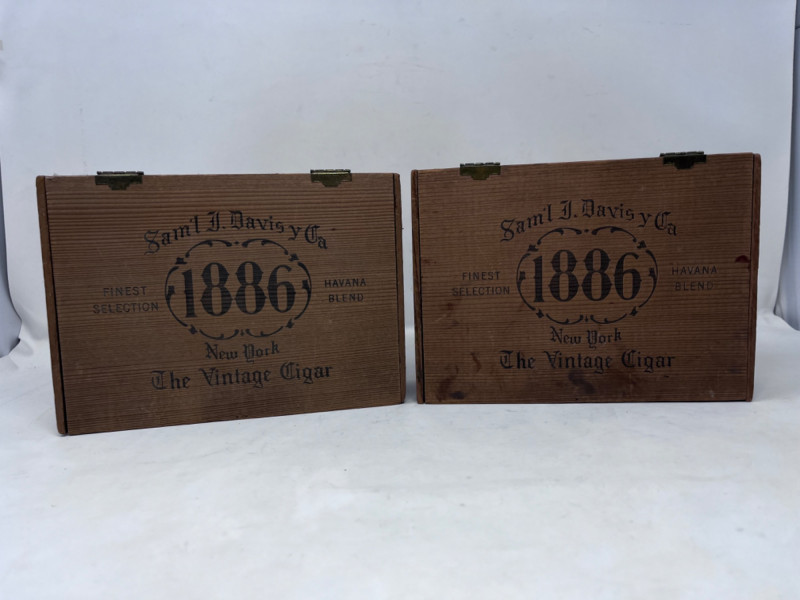 Sam'l I. Davis y Ca
FINEST
SELECTION
1886
HAVANA
BLEND
New York
The Vintage Cigar
Sam'l I. Davis y Ca
FINEST
SELECTION
1886
HAVANA
BLEND
New York
The Vintage Cigar